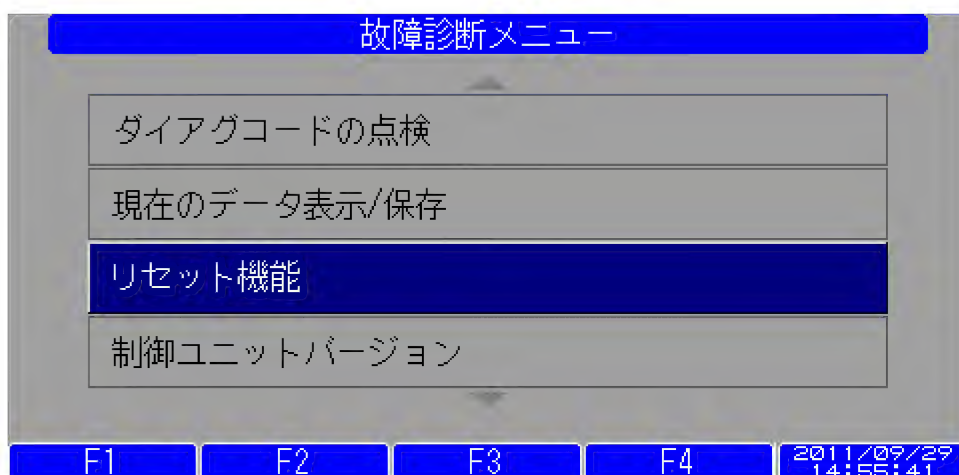 故障診断メニュー
ダイアグコードの点検
現在のデータ表示/保存
リセット機能
制御ユニットバージョン
F1 F2 F3 F4 2011/09/29
14:55:41